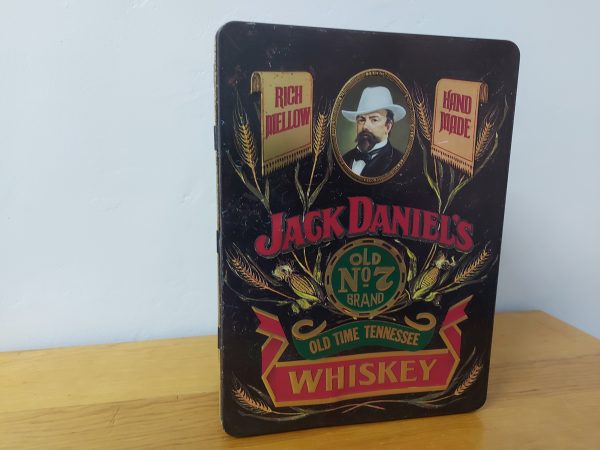 RICH
MELLOW
HAND
MADE
JACK DANIEL'S
OLD
No 7
BRAND
OLD TIME TENNESSEE
WHISKEY